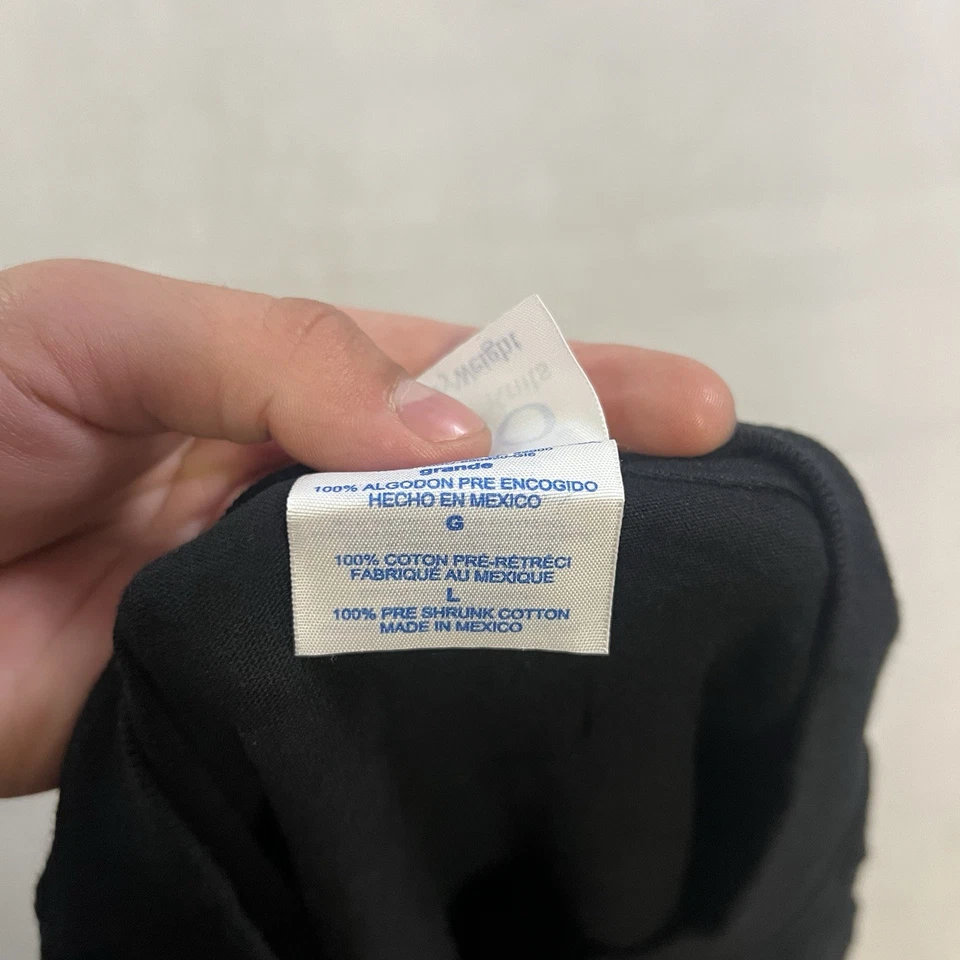 grande
100% ALGODON PRE ENCOGIDO
HECHO EN MEXICO
G
100% COTON PRÉ-RÉTRÉCI
FABRIQUÉ AU MEXIQUE
L
100% PRE SHRUNK COTTON
MADE IN MEXICO